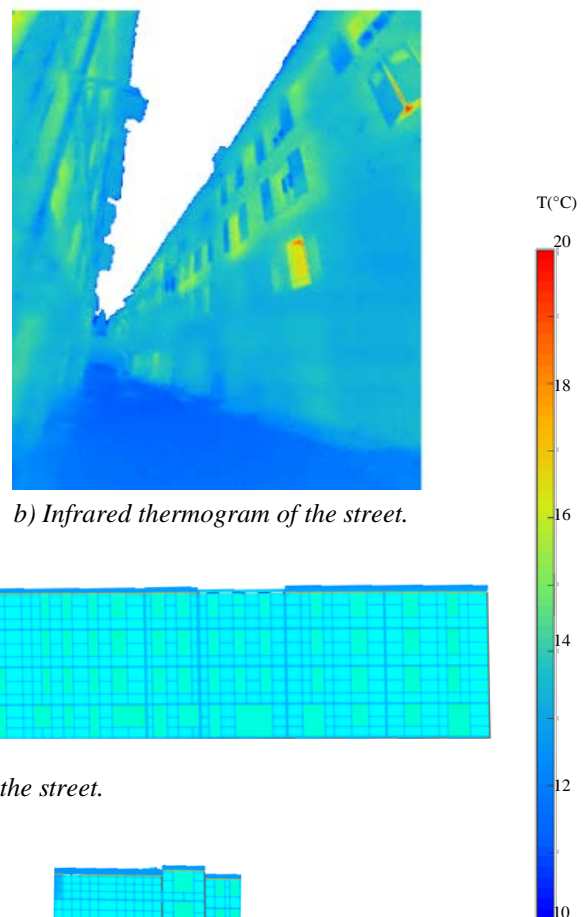 T(°C)
20
18
16
b) Infrared thermogram of the street.
14
the street.
12
10